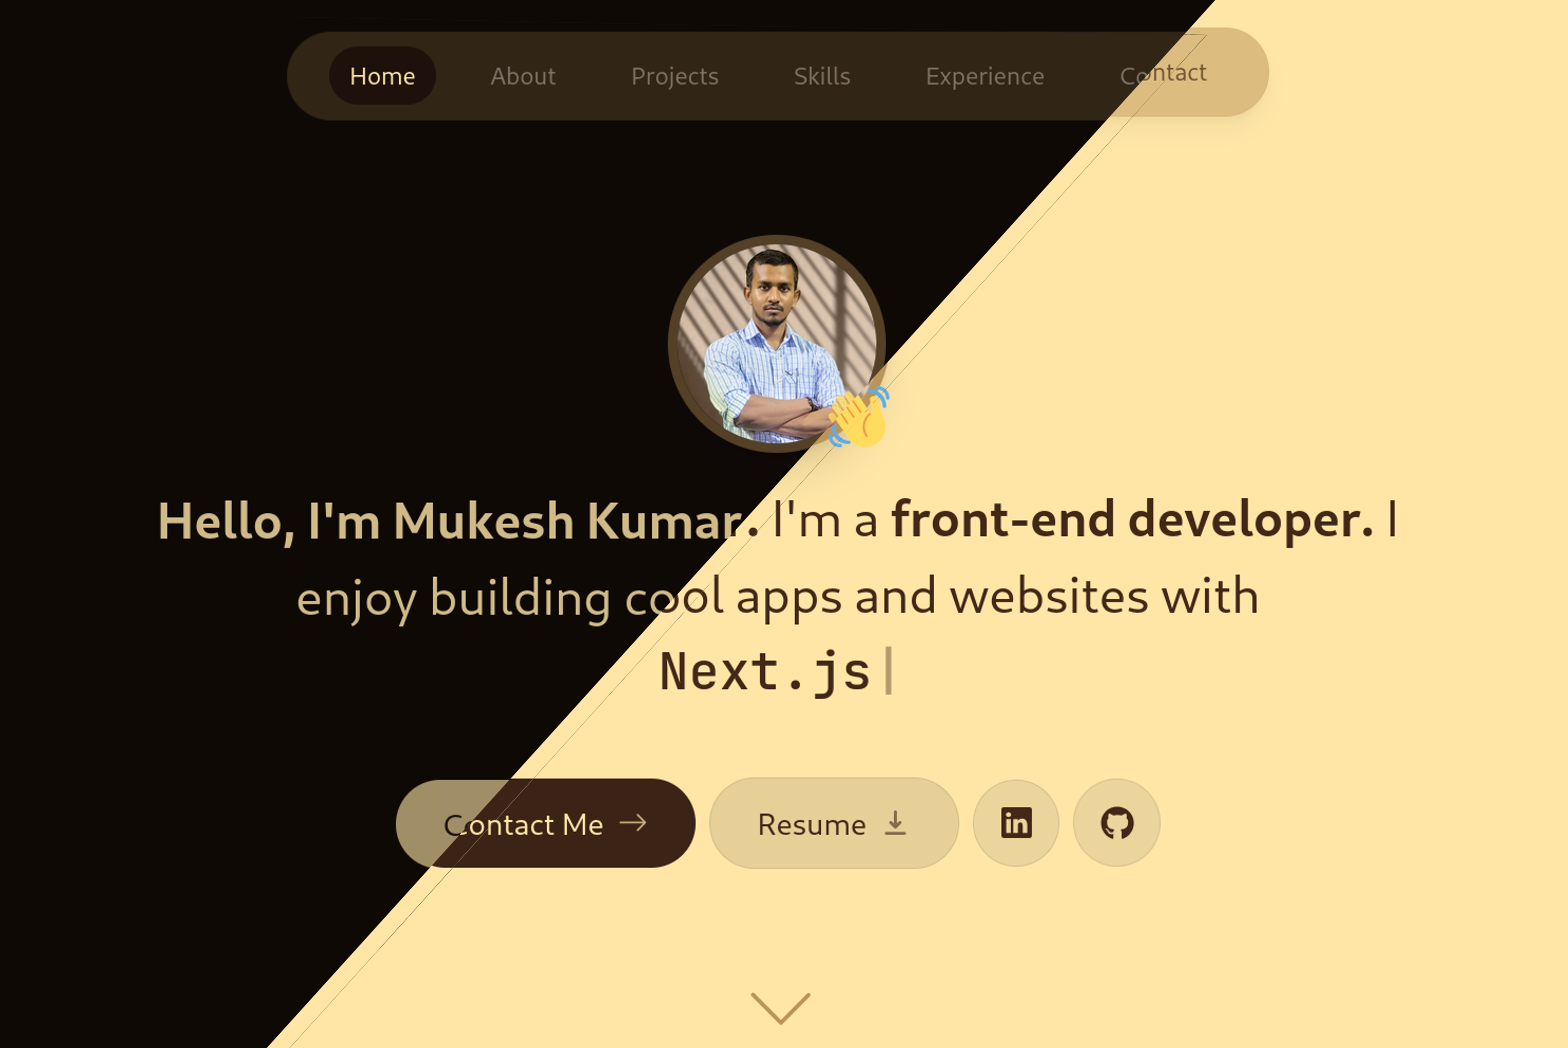 Home About Projects Skills Experience Contact
Hello, I'm Mukesh Kumar. I'm a front-end developer. I
enjoy building cool apps and websites with
Next.js|
Contact Me → Resume in